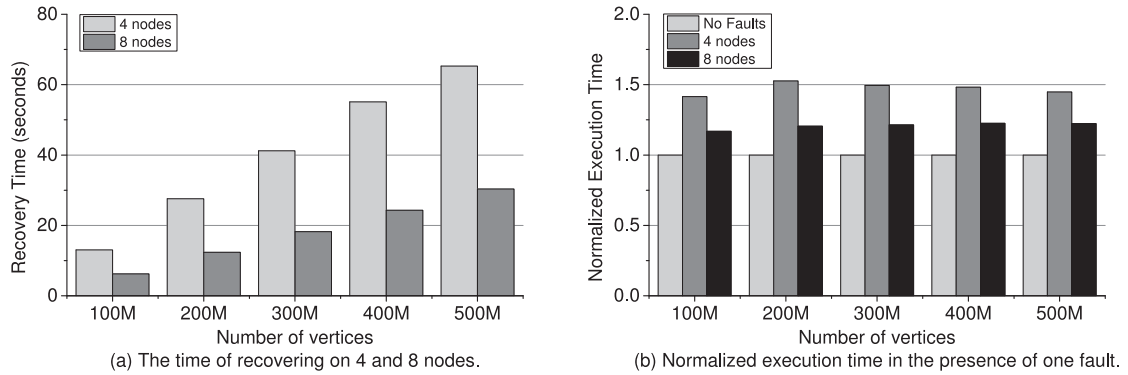 80
60
40
20
0
Recovery Time (seconds)
4 nodes
8 nodes
100M 200M 300M 400M 500M
Number of vertices
(a) The time of recovering on 4 and 8 nodes.
2.0
1.5
1.0
0.5
0.0
Normalized Execution Time
No Faults
4 nodes
8 nodes
100M 200M 300M 400M 500M
Number of vertices
(b) Normalized execution time in the presence of one fault.